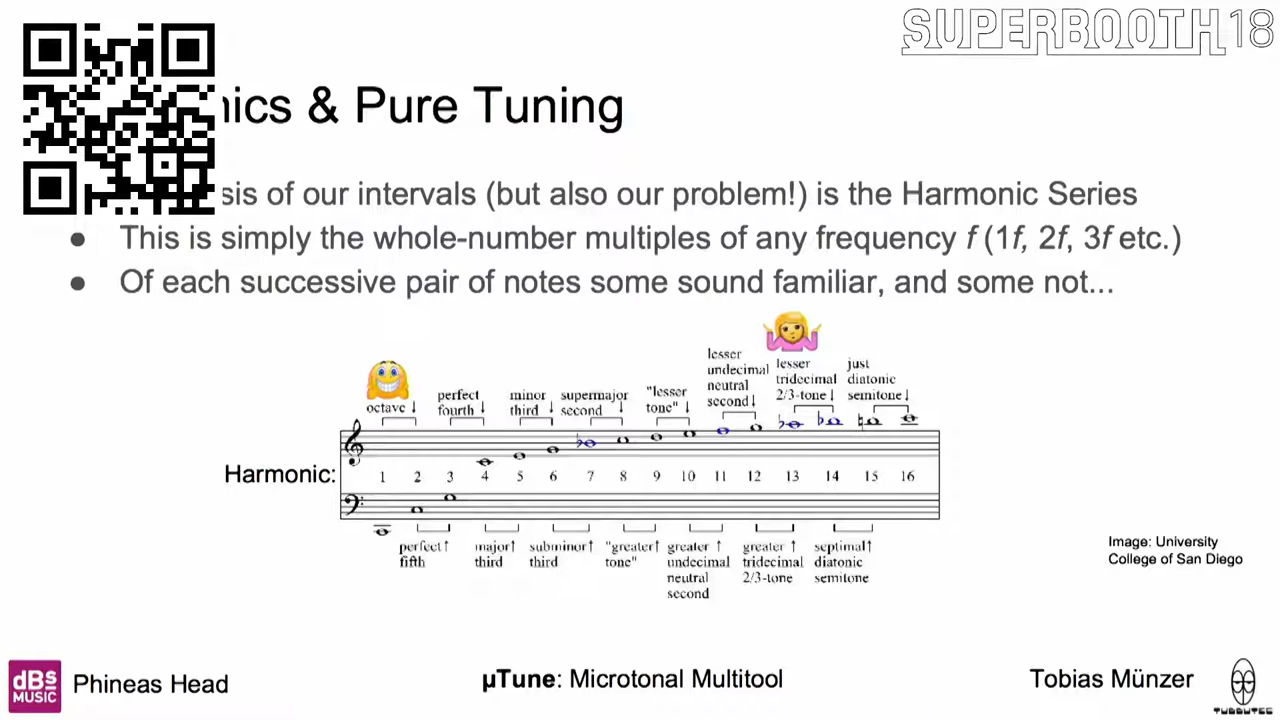 SUPERBOOTH18
nics & Pure Tuning
sis of our intervals (but also our problem!) is the Harmonic Series
● This is simply the whole-number multiples of any frequency f (1f, 2f, 3f etc.)
● Of each successive pair of notes some sound familiar, and some not...
octave ↓
perfect fourth ↓
minor third ↓
supermajor second ↓
"lesser tone" ↓
lesser undecimal neutral second ↓
lesser tridecimal 2/3-tone ↓
just diatonic semitone ↓
Harmonic: 1 2 3 4 5 6 7 8 9 10 11 12 13 14 15 16
perfect ↑ fifth
major ↑ third
subminor ↑ third
"greater ↑ tone"
greater ↑ undecimal neutral second
greater ↑ tridecimal 2/3-tone
septimal ↑ diatonic semitone
Image: University
College of San Diego
dBs MUSIC
Phineas Head
µTune: Microtonal Multitool
Tobias Münzer
TUBBUTEC